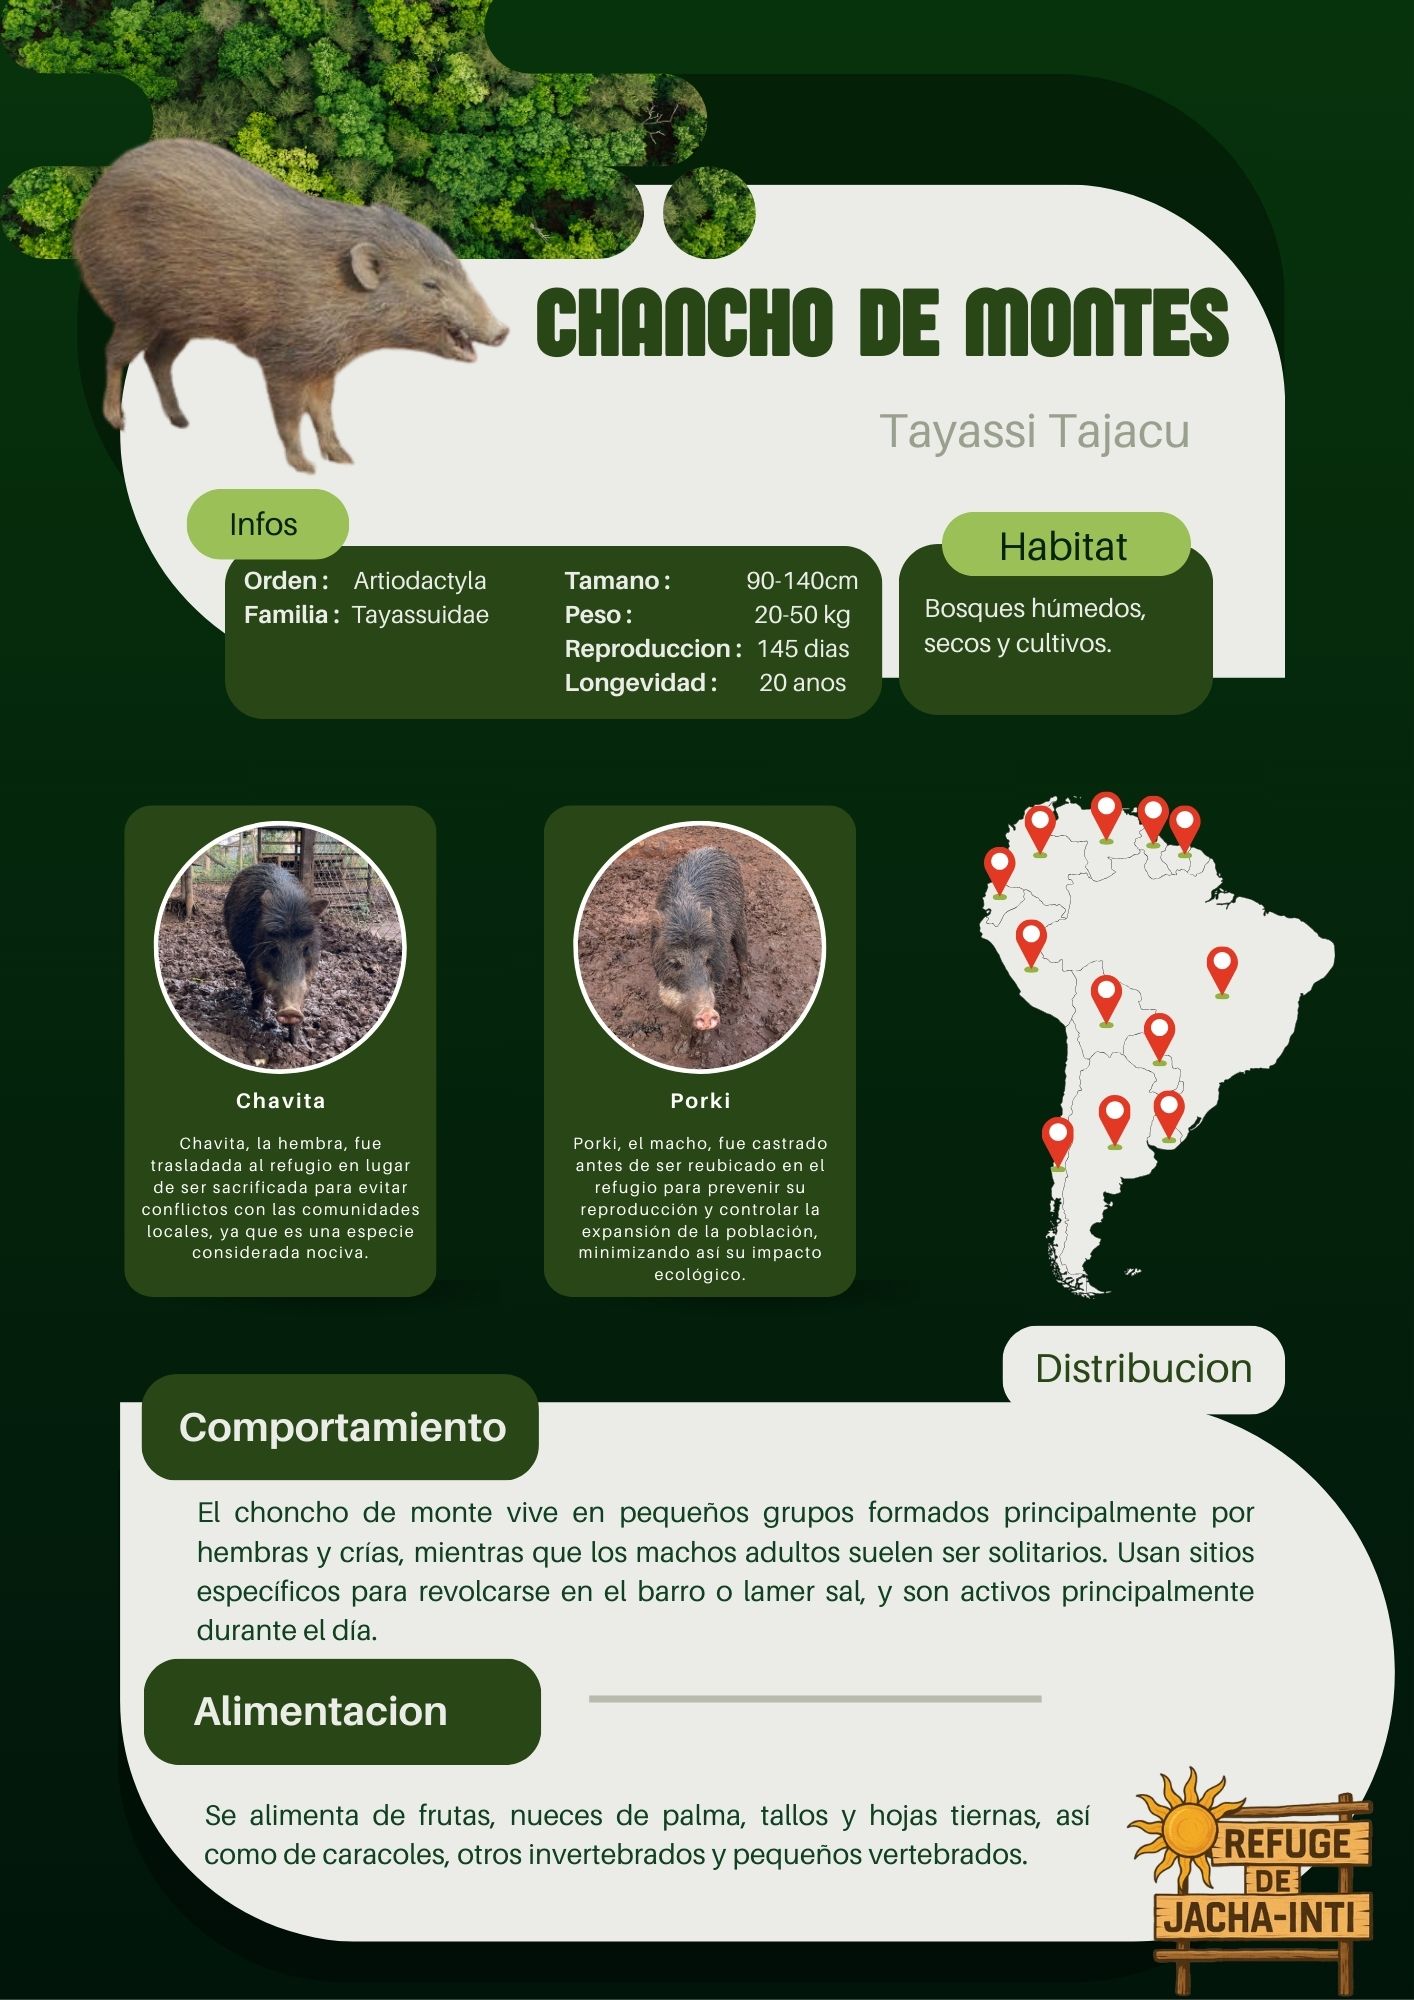 CHANCHO DE MONTES
Tayassi Tajacu
Infos
Orden : Artiodactyla
Familia : Tayassuidae
Tamano : 90-140cm
Peso : 20-50 kg
Reproduccion : 145 dias
Longevidad : 20 anos
Habitat
Bosques húmedos,
secos y cultivos.
Chavita
Chavita, la hembra, fue
trasladada al refugio en lugar
de ser sacrificada para evitar
conflictos con las comunidades
locales, ya que es una especie
considerada nociva.
Porki
Porki, el macho, fue castrado
antes de ser reubicado en el
refugio para prevenir su
reproducción y controlar la
expansión de la población,
minimizando así su impacto
ecológico.
Distribucion
Comportamiento
El choncho de monte vive en pequeños grupos formados principalmente por
hembras y crías, mientras que los machos adultos suelen ser solitarios. Usan sitios
específicos para revolcarse en el barro o lamer sal, y son activos principalmente
durante el día.
Alimentacion
Se alimenta de frutas, nueces de palma, tallos y hojas tiernas, así
como de caracoles, otros invertebrados y pequeños vertebrados.
REFUGE
DE
JACHA-INTI